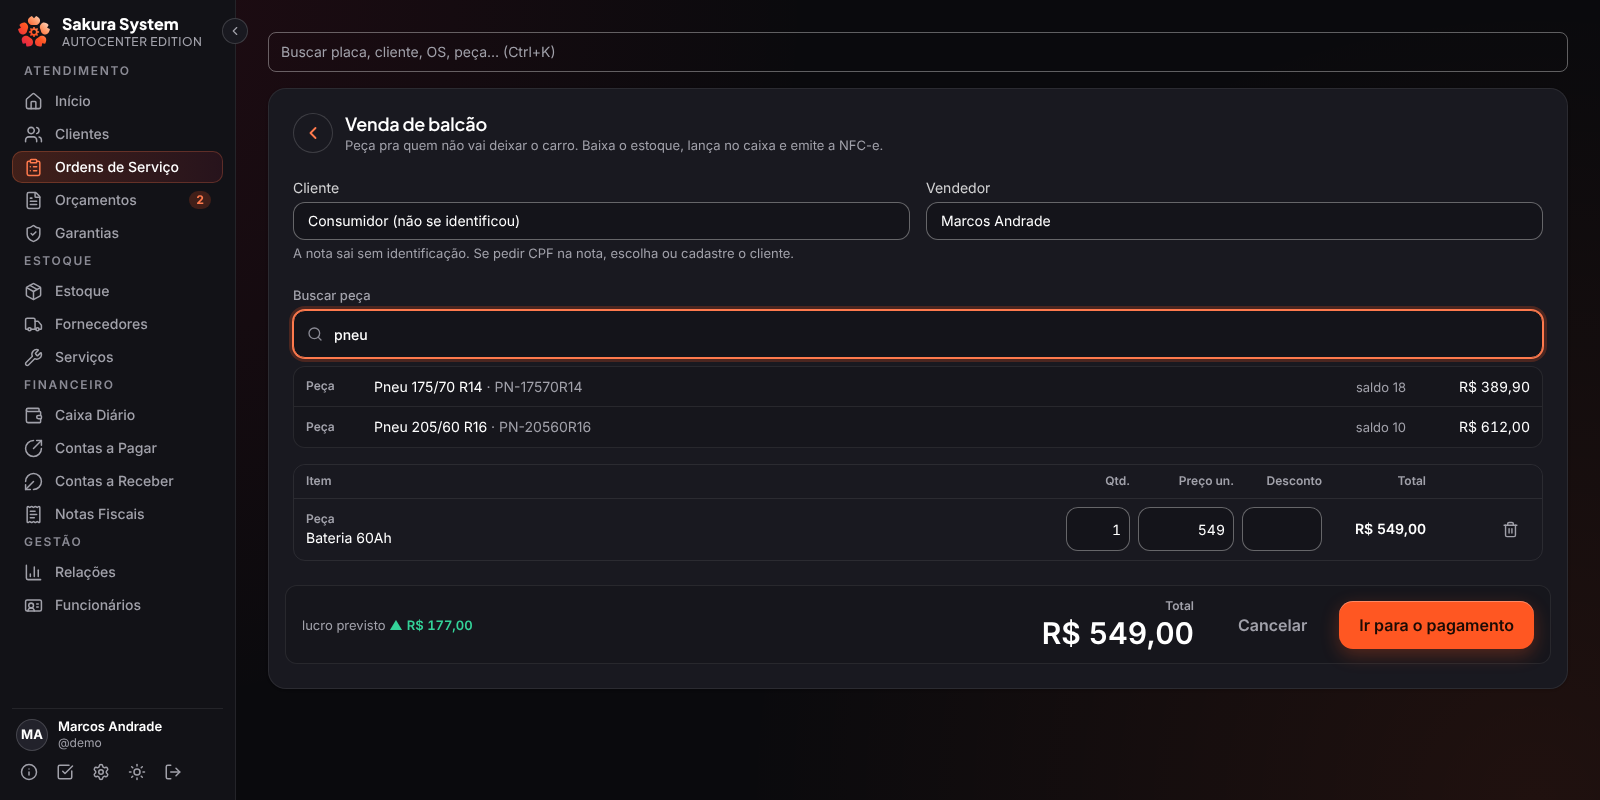 Sakura System
AUTOCENTER EDITION
ATENDIMENTO
Início
Clientes
Ordens de Serviço
Orçamentos 2
Garantias
ESTOQUE
Estoque
Fornecedores
Serviços
FINANCEIRO
Caixa Diário
Contas a Pagar
Contas a Receber
Notas Fiscais
GESTÃO
Relações
Funcionários
MA
Marcos Andrade
@demo
Buscar placa, cliente, OS, peça... (Ctrl+K)
Venda de balcão
Peça pra quem não vai deixar o carro. Baixa o estoque, lança no caixa e emite a NFC-e.
Cliente Vendedor
Consumidor (não se identificou) Marcos Andrade
A nota sai sem identificação. Se pedir CPF na nota, escolha ou cadastre o cliente.
Buscar peça
pneu
Peça Pneu 175/70 R14 · PN-17570R14 saldo 18 R$ 389,90
Peça Pneu 205/60 R16 · PN-20560R16 saldo 10 R$ 612,00
Item Qtd. Preço un. Desconto Total
Peça
Bateria 60Ah 1 549 R$ 549,00
lucro previsto ▲ R$ 177,00
Total
R$ 549,00
Cancelar
Ir para o pagamento